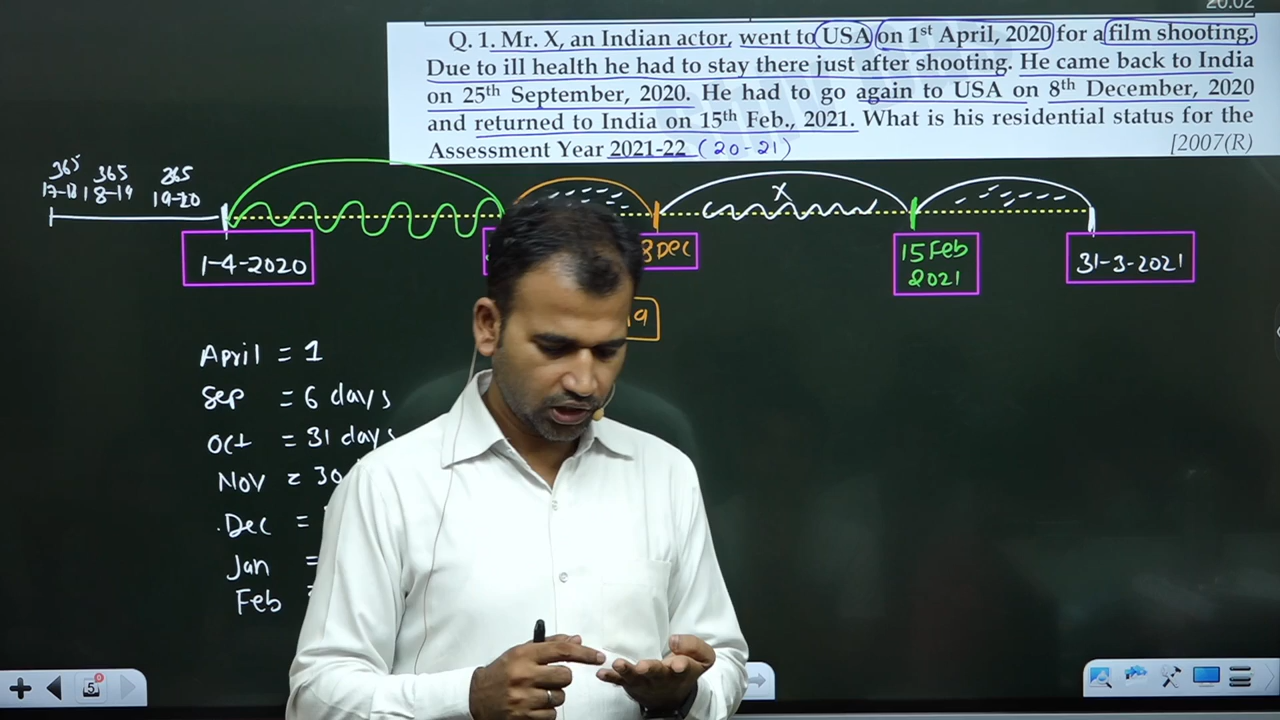 20:02
Q. 1. Mr. X, an Indian actor, went to USA on 1st April, 2020 for a film shooting.
Due to ill health he had to stay there just after shooting. He came back to India
on 25th September, 2020. He had to go again to USA on 8th December, 2020
and returned to India on 15th Feb., 2021. What is his residential status for the
Assessment Year 2021-22 (20-21) [2007(R)
365 365 265
17-18 18-19 19-20
X
1-4-2020
8Dec
15 Feb
2021
31-3-2021
9
April = 1
Sep = 6 days
Oct = 31 days
Nov = 30
Dec =
Jan =
Feb
5